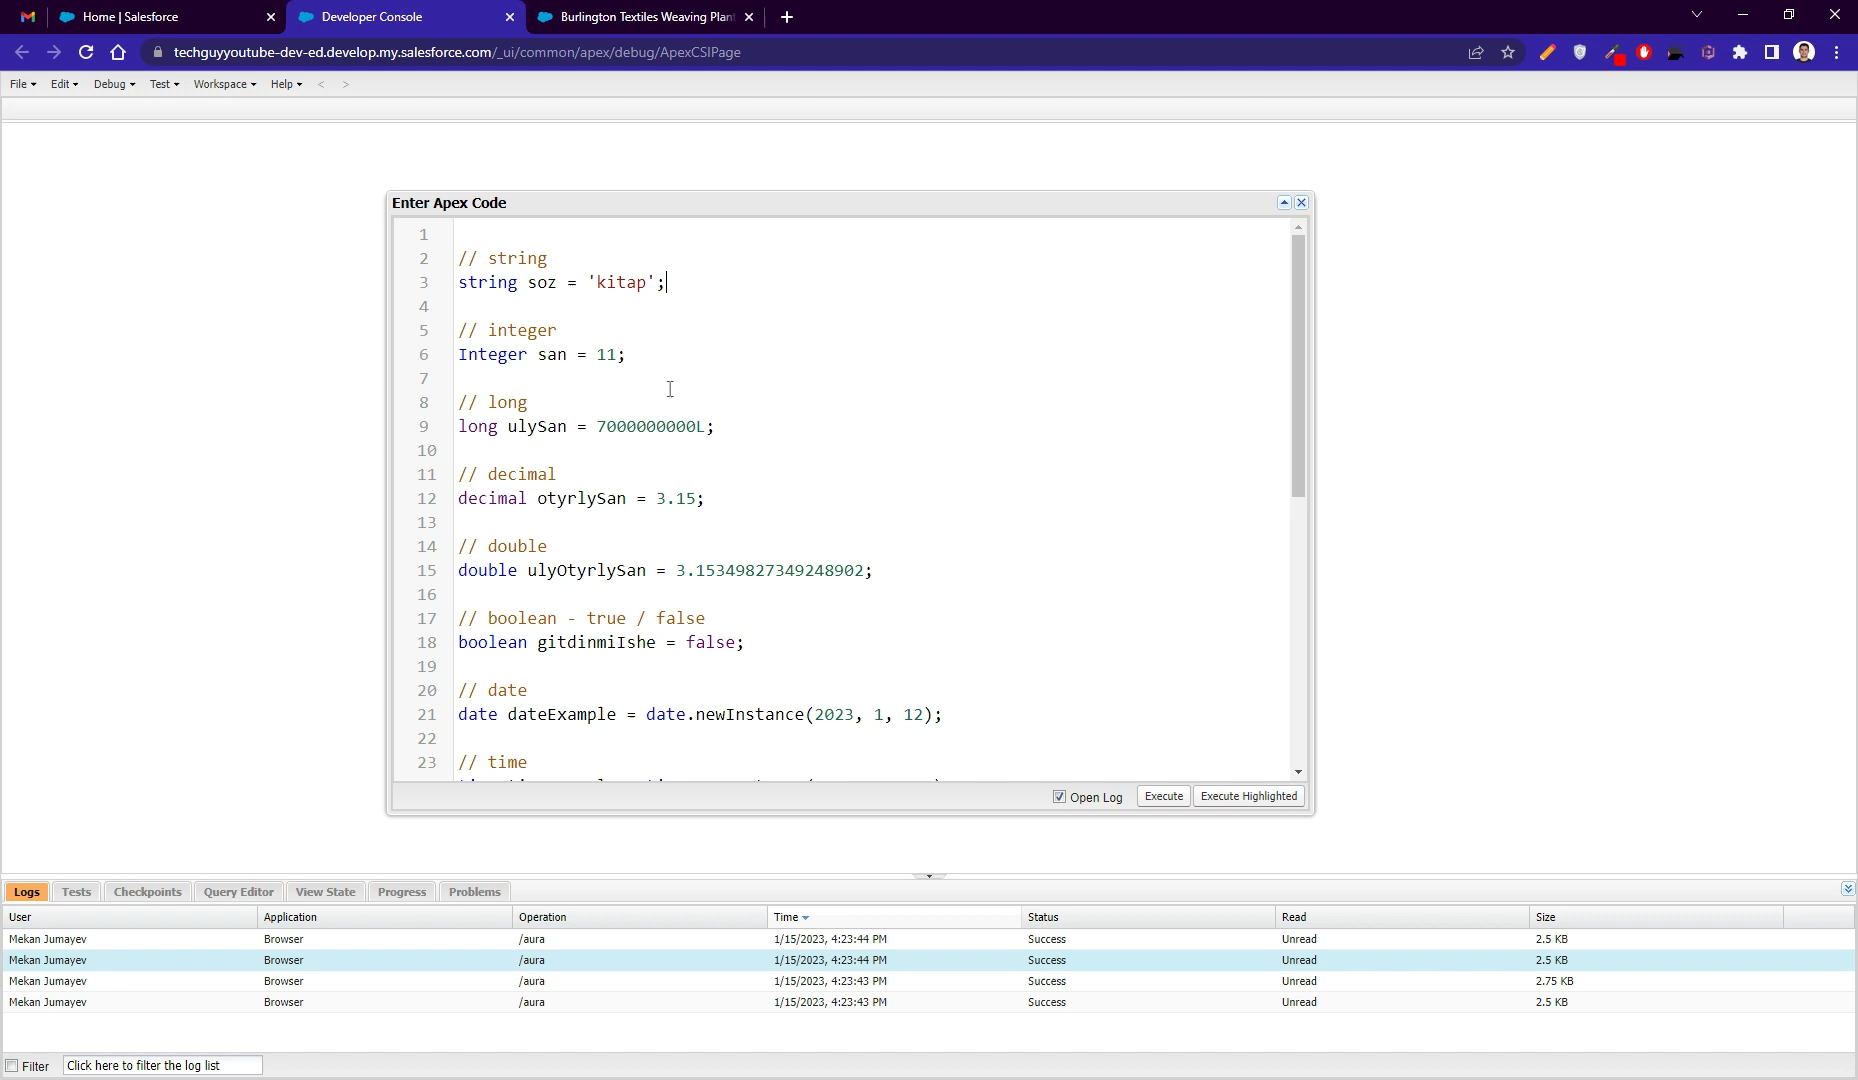 Home | Salesforce
Developer Console
Burlington Textiles Weaving Plan
techguyyoutube-dev-ed.develop.my.salesforce.com/_ui/common/apex/debug/ApexCSIPage
File Edit Debug Test Workspace Help < >
Enter Apex Code
1
2 // string
3 string soz = 'kitap';
4
5 // integer
6 Integer san = 11;
7
8 // long
9 long ulySan = 7000000000L;
10
11 // decimal
12 decimal otyrlySan = 3.15;
13
14 // double
15 double ulyOtyrlySan = 3.15349827349248902;
16
17 // boolean - true / false
18 boolean gitdinmiIshe = false;
19
20 // date
21 date dateExample = date.newInstance(2023, 1, 12);
22
23 // time
Open Log Execute Execute Highlighted
Logs Tests Checkpoints Query Editor View State Progress Problems
User Application Operation Time Status Read Size
Mekan Jumayev Browser /aura 1/15/2023, 4:23:44 PM Success Unread 2.5 KB
Mekan Jumayev Browser /aura 1/15/2023, 4:23:44 PM Success Unread 2.5 KB
Mekan Jumayev Browser /aura 1/15/2023, 4:23:43 PM Success Unread 2.75 KB
Mekan Jumayev Browser /aura 1/15/2023, 4:23:43 PM Success Unread 2.5 KB
Filter Click here to filter the log list